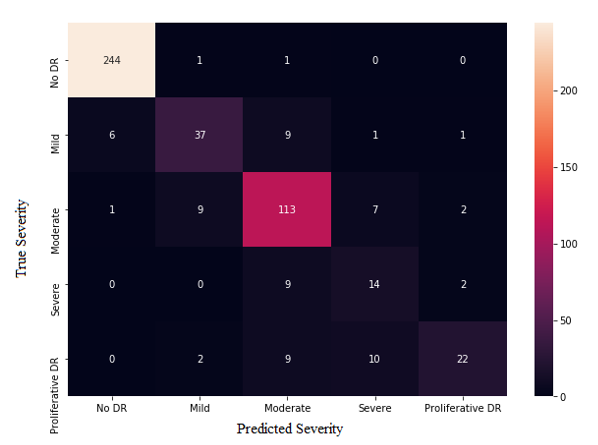 No DR 244 1 1 0 0
Mild 6 37 9 1 1
Moderate 1 9 113 7 2
Severe 0 0 9 14 2
Proliferative DR 0 2 9 10 22
No DR Mild Moderate Severe Proliferative DR
True Severity
Predicted Severity
200
150
100
50
0